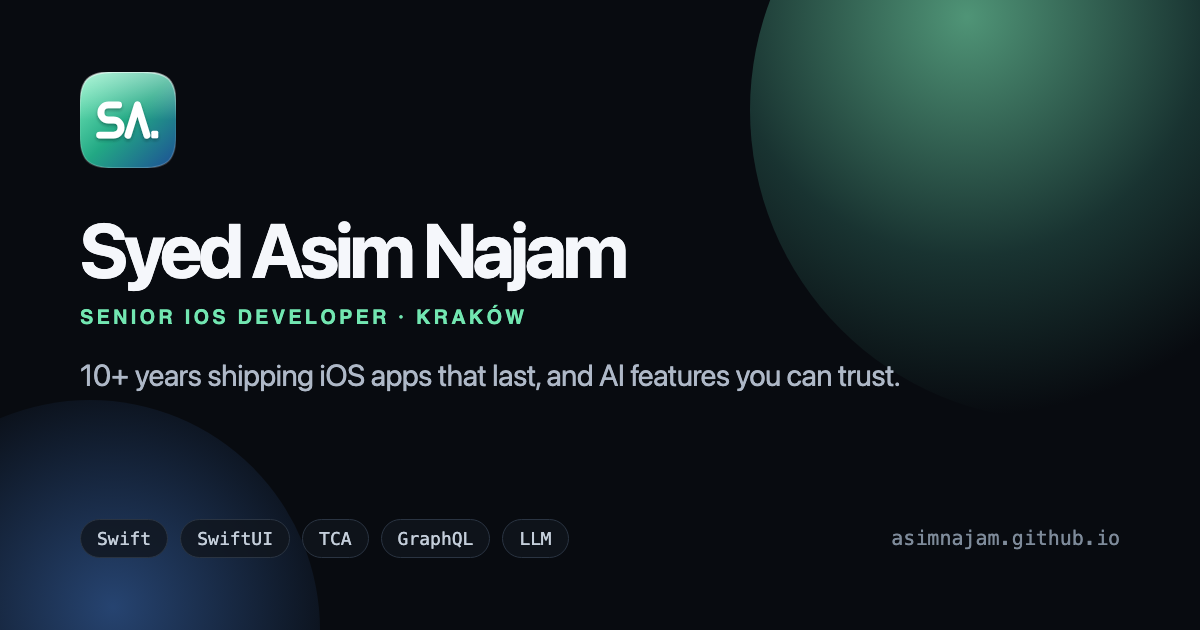 SA.
Syed Asim Najam
SENIOR IOS DEVELOPER · KRAKÓW
10+ years shipping iOS apps that last, and AI features you can trust.
Swift SwiftUI TCA GraphQL LLM asimnajam.github.io